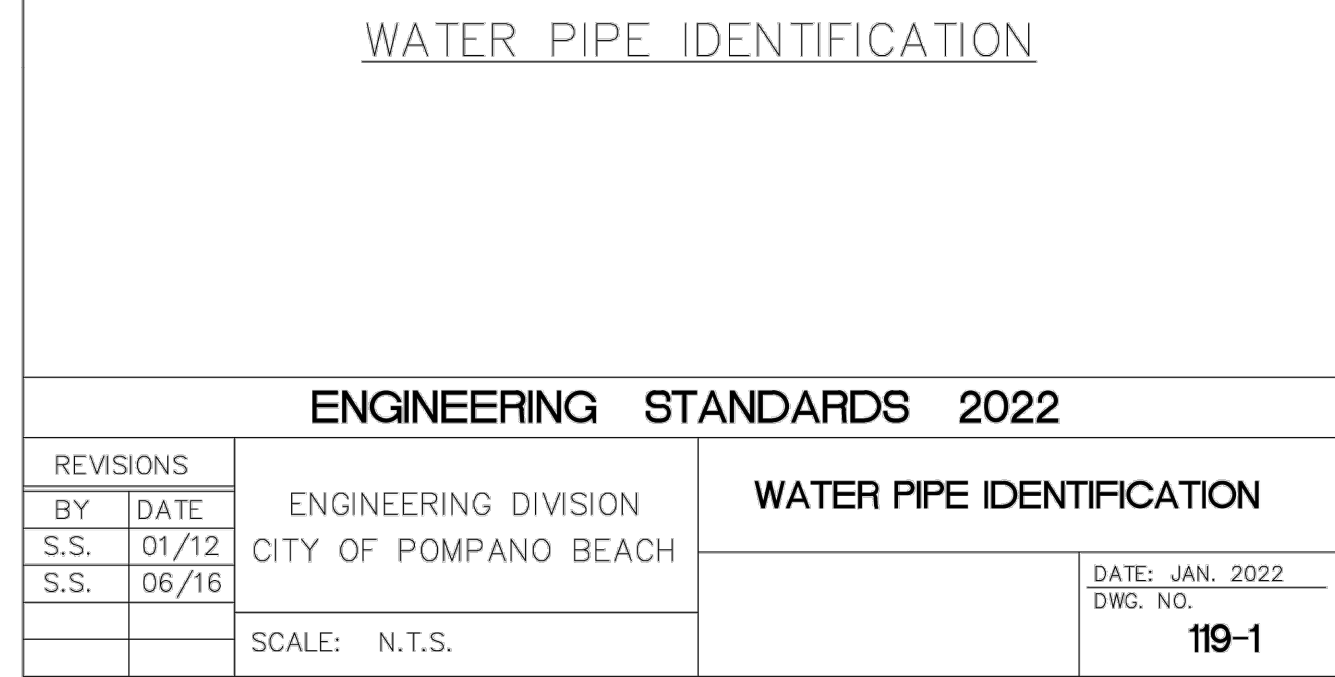 WATER PIPE IDENTIFICATION
ENGINEERING STANDARDS 2022
REVISIONS
BY DATE
S.S. 01/12
S.S. 06/16
ENGINEERING DIVISION
CITY OF POMPANO BEACH
SCALE: N.T.S.
WATER PIPE IDENTIFICATION
DATE: JAN. 2022
DWG. NO.
119-1